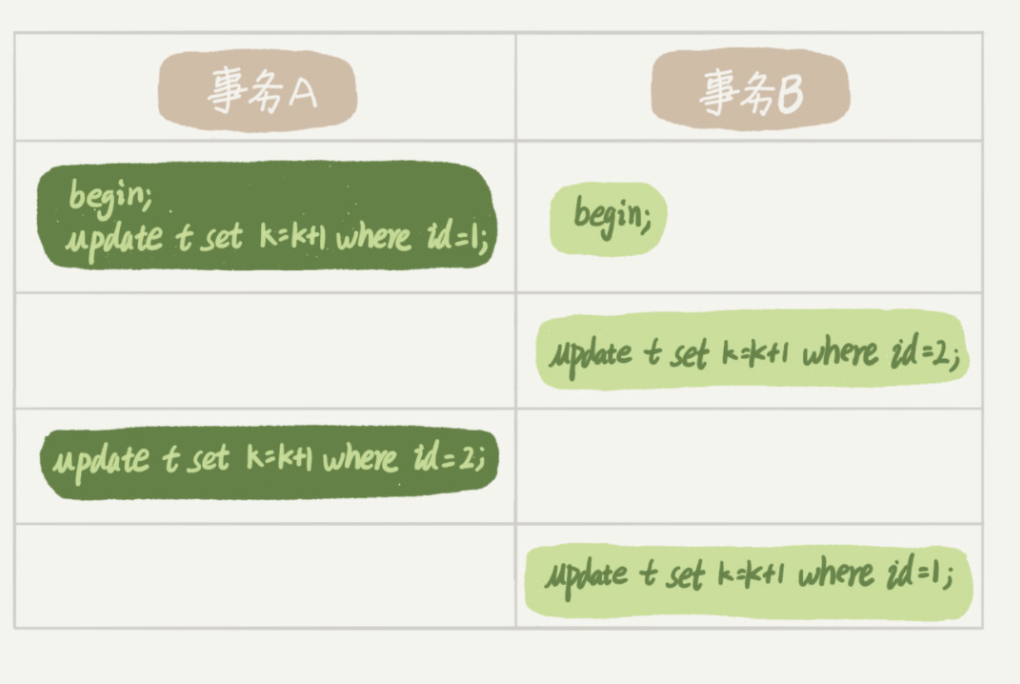 事务A
事务B
begin;
update t set k=k+1 where id=1;
begin;
update t set k=k+1 where id=2;
update t set k=k+1 where id=2;
update t set k=k+1 where id=1;